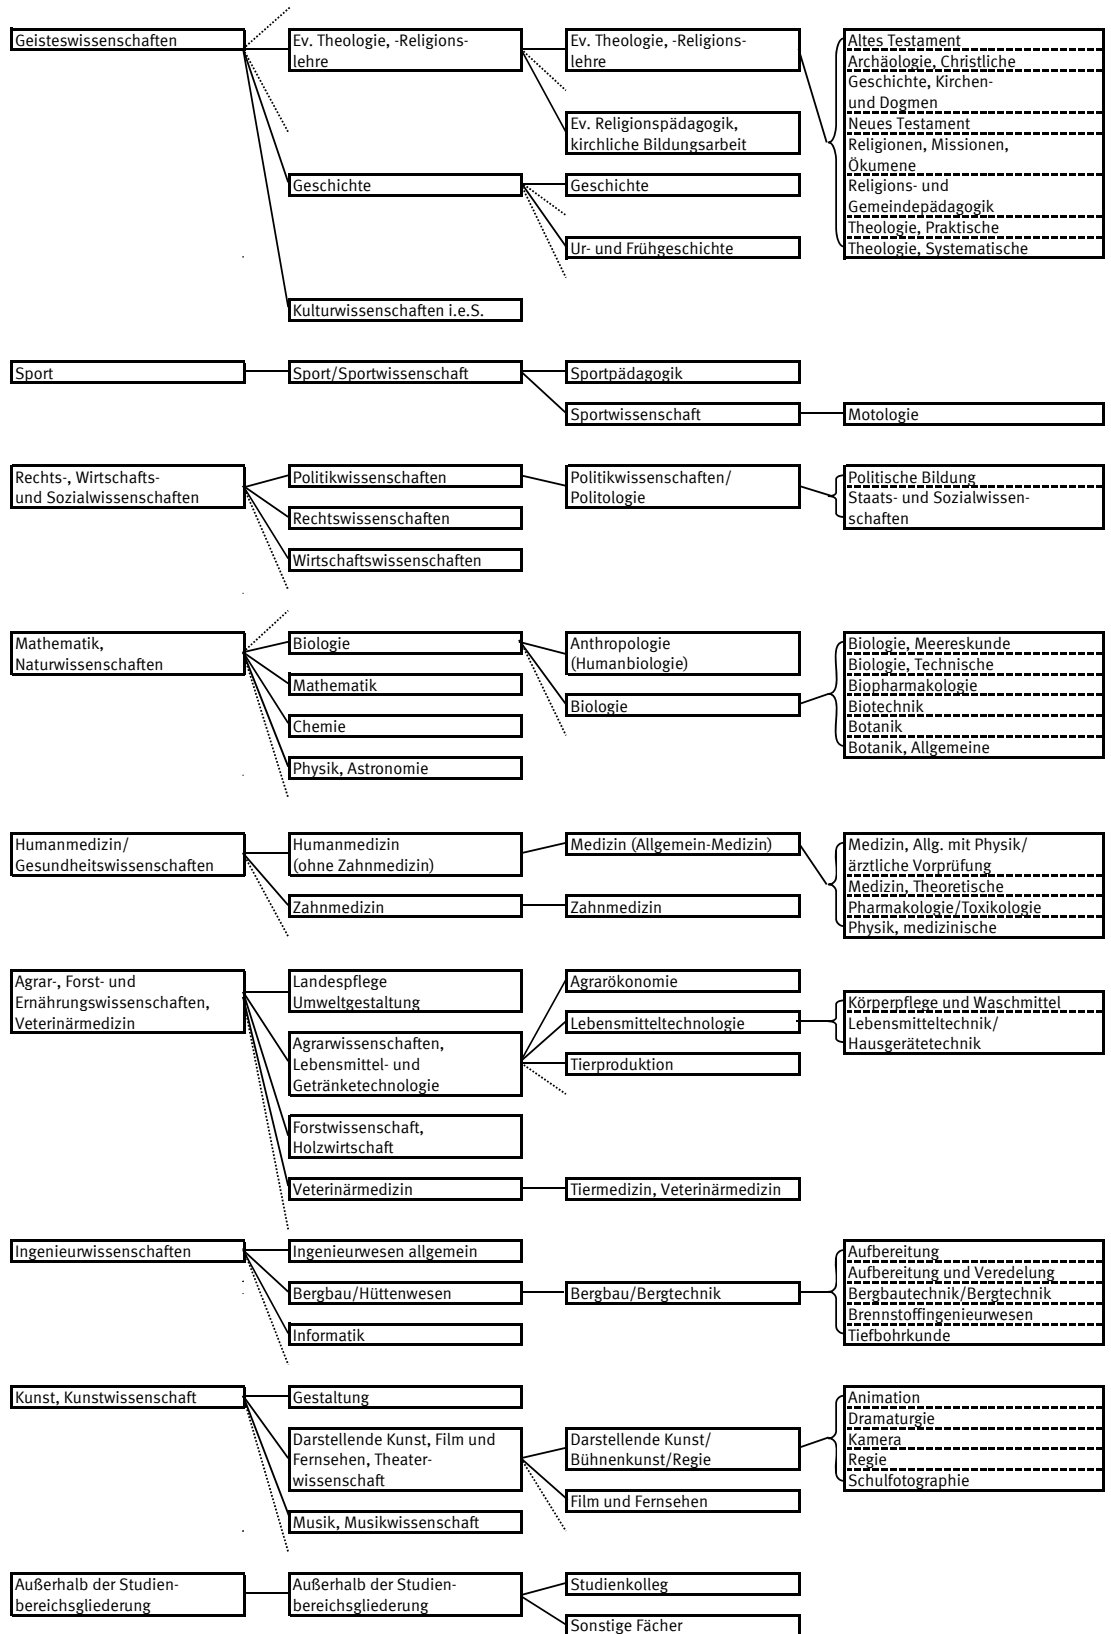 Geisteswissenschaften
Ev. Theologie, -Religions-
lehre
Ev. Theologie, -Religions-
lehre
Altes Testament
Archäologie, Christliche
Geschichte, Kirchen-
und Dogmen
Neues Testament
Religionen, Missionen,
Ökumene
Religions- und
Gemeindepädagogik
Theologie, Praktische
Theologie, Systematische
Ev. Religionspädagogik,
kirchliche Bildungsarbeit
Geschichte
Geschichte
Ur- und Frühgeschichte
Kulturwissenschaften i.e.S.
Sport
Sport/Sportwissenschaft
Sportpädagogik
Sportwissenschaft
Motologie
Rechts-, Wirtschafts-
und Sozialwissenschaften
Politikwissenschaften
Politikwissenschaften/
Politologie
Politische Bildung
Staats- und Sozialwissen-
schaften
Rechtswissenschaften
Wirtschaftswissenschaften
Mathematik,
Naturwissenschaften
Biologie
Anthropologie
(Humanbiologie)
Biologie, Meereskunde
Biologie, Technische
Biopharmakologie
Biotechnik
Botanik
Botanik, Allgemeine
Mathematik
Biologie
Chemie
Physik, Astronomie
Humanmedizin/
Gesundheitswissenschaften
Humanmedizin
(ohne Zahnmedizin)
Medizin (Allgemein-Medizin)
Medizin, Allg. mit Physik/
ärztliche Vorprüfung
Medizin, Theoretische
Pharmakologie/Toxikologie
Physik, medizinische
Zahnmedizin
Zahnmedizin
Agrar-, Forst- und
Ernährungswissenschaften,
Veterinärmedizin
Landespflege
Umweltgestaltung
Agrarökonomie
Körperpflege und Waschmittel
Lebensmitteltechnik/
Hausgerätetechnik
Agrarwissenschaften,
Lebensmittel- und
Getränketechnologie
Lebensmitteltechnologie
Tierproduktion
Forstwissenschaft,
Holzwirtschaft
Veterinärmedizin
Tiermedizin, Veterinärmedizin
Ingenieurwissenschaften
Ingenieurwesen allgemein
Aufbereitung
Aufbereitung und Veredelung
Bergbautechnik/Bergtechnik
Brennstoffingenieurwesen
Tiefbohrkunde
Bergbau/Hüttenwesen
Bergbau/Bergtechnik
Informatik
Kunst, Kunstwissenschaft
Gestaltung
Animation
Dramaturgie
Kamera
Regie
Schulfotographie
Darstellende Kunst, Film und
Fernsehen, Theater-
wissenschaft
Darstellende Kunst/
Bühnenkunst/Regie
Film und Fernsehen
Musik, Musikwissenschaft
Außerhalb der Studien-
bereichsgliederung
Außerhalb der Studien-
bereichsgliederung
Studienkolleg
Sonstige Fächer